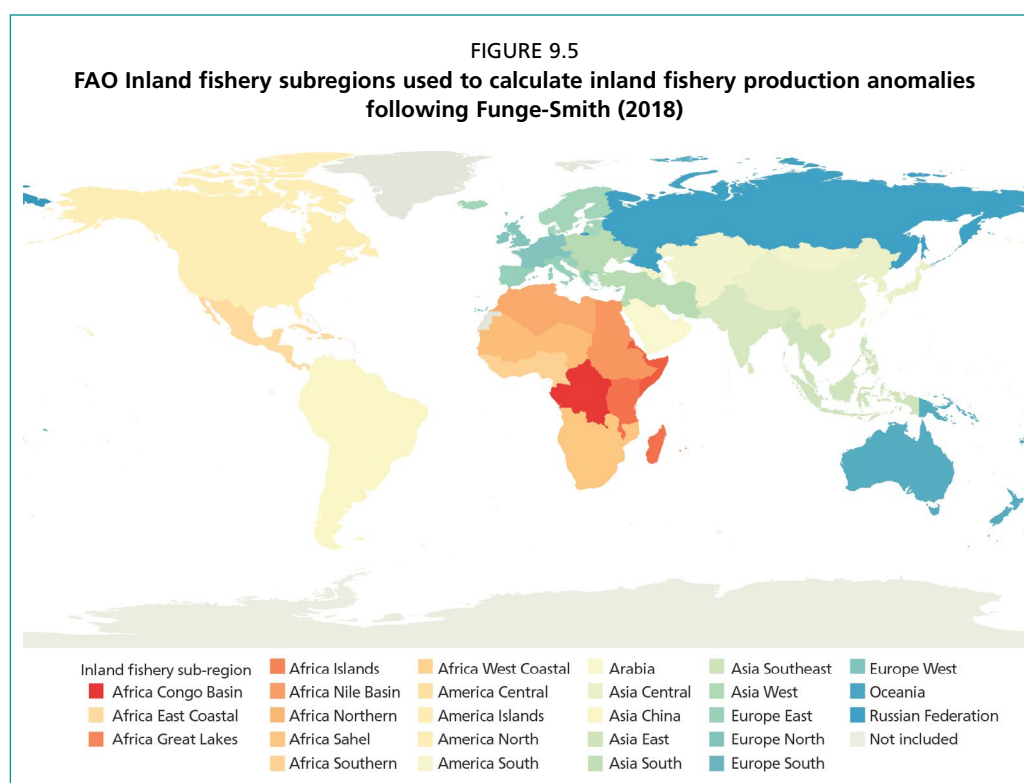 FIGURE 9.5
FAO Inland fishery subregions used to calculate inland fishery production anomalies
following Funge-Smith (2018)
Inland fishery sub-region
Africa Congo Basin
Africa East Coastal
Africa Great Lakes
Africa Islands
Africa Nile Basin
Africa Northern
Africa Sahel
Africa Southern
Africa West Coastal
America Central
America Islands
America North
America South
Arabia
Asia Central
Asia China
Asia East
Asia South
Asia Southeast
Asia West
Europe East
Europe North
Europe South
Europe West
Oceania
Russian Federation
Not included